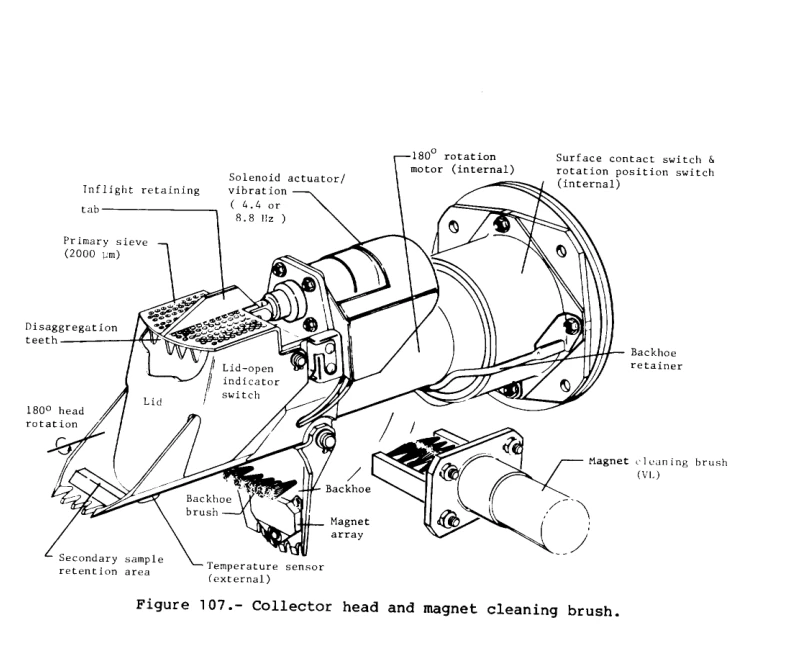 180° rotation
motor (internal)
Surface contact switch &
rotation position switch
(internal)
Solenoid actuator/
vibration
( 4.4 or
8.8 Hz )
Inflight retaining
tab
Primary sieve
(2000 μm)
Disaggregation
teeth
Lid-open
indicator
switch
Lid
Backhoe
retainer
180° head
rotation
Magnet cleaning brush
(VL)
Backhoe
Backhoe
brush
Magnet
array
Secondary sample
retention area
Temperature sensor
(external)
Figure 107.- Collector head and magnet cleaning brush.